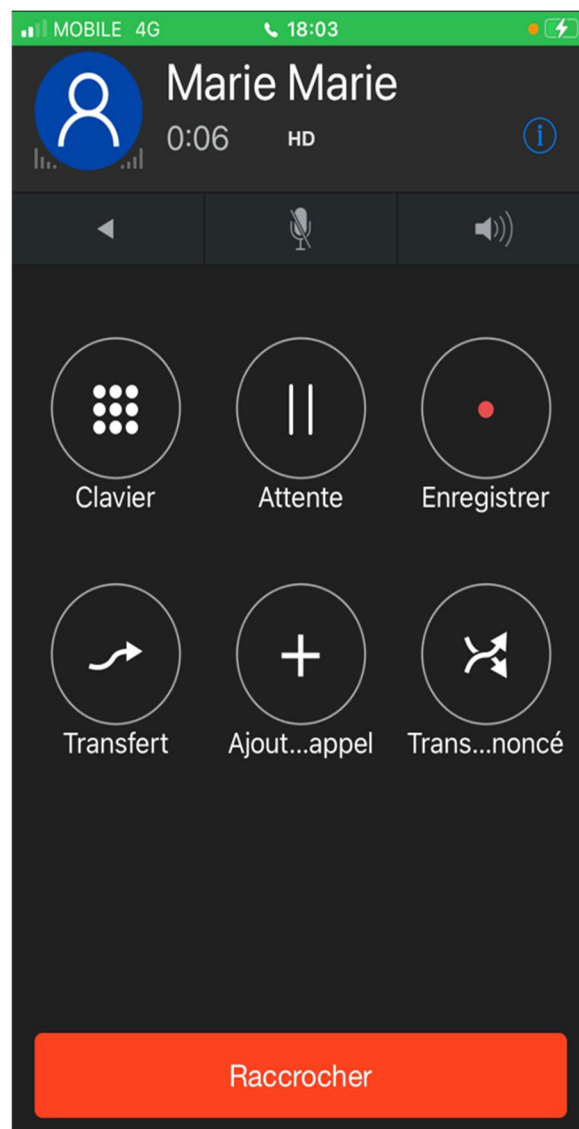 MOBILE 4G 18:03
Marie Marie
0:06 HD
Clavier Attente Enregistrer
Transfert Ajout...appel Trans...noncé
Raccrocher